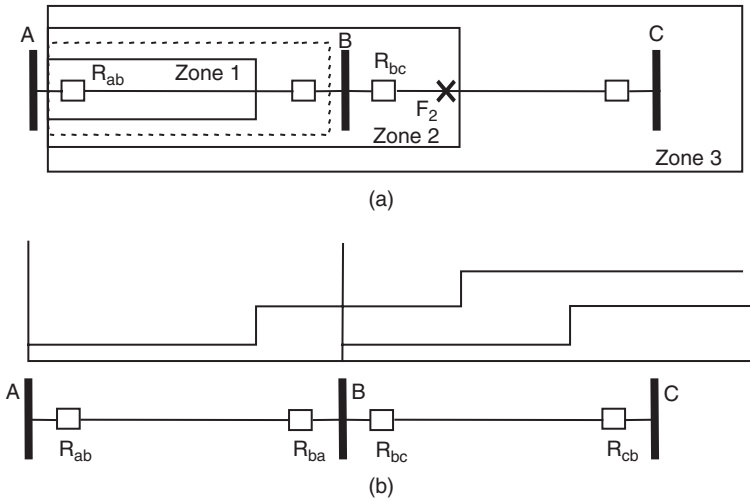 A
B
C
R_ab
Zone 1
R_bc
F_2
Zone 2
Zone 3
(a)
A
B
C
R_ab
R_ba
R_bc
R_cb
(b)